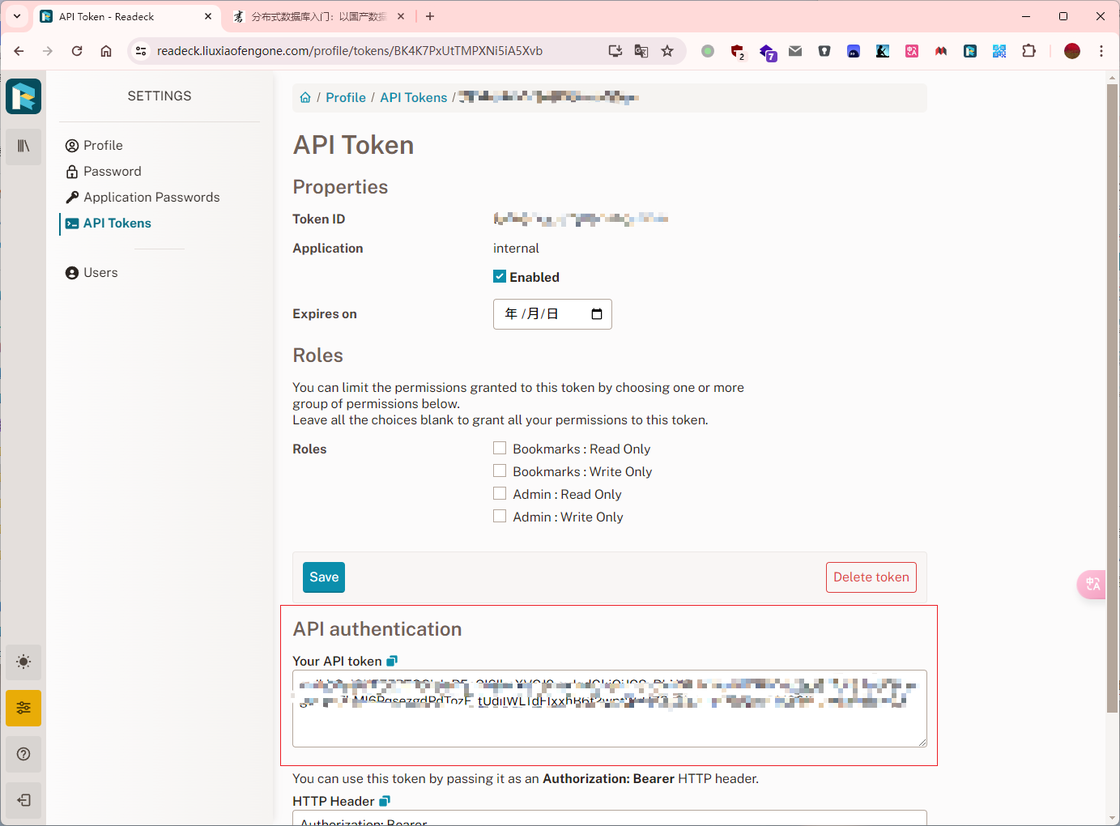 API Token - Readeck
分布式数据库入门：以国产数据
readeck.liuxiaofengone.com/profile/tokens/BK4K7PxUtTMPXNi5iA5Xvb
2
7
SETTINGS
Profile
Password
Application Passwords
API Tokens
Users
/ Profile / API Tokens /
API Token
Properties
Token ID
Application
internal
Enabled
Expires on
年 /月/日
Roles
You can limit the permissions granted to this token by choosing one or more
group of permissions below.
Leave all the choices blank to grant all your permissions to this token.
Roles
Bookmarks : Read Only
Bookmarks : Write Only
Admin : Read Only
Admin : Write Only
Save
Delete token
API authentication
Your API token
You can use this token by passing it as an Authorization: Bearer HTTP header.
HTTP Header
Authorization: Bearer